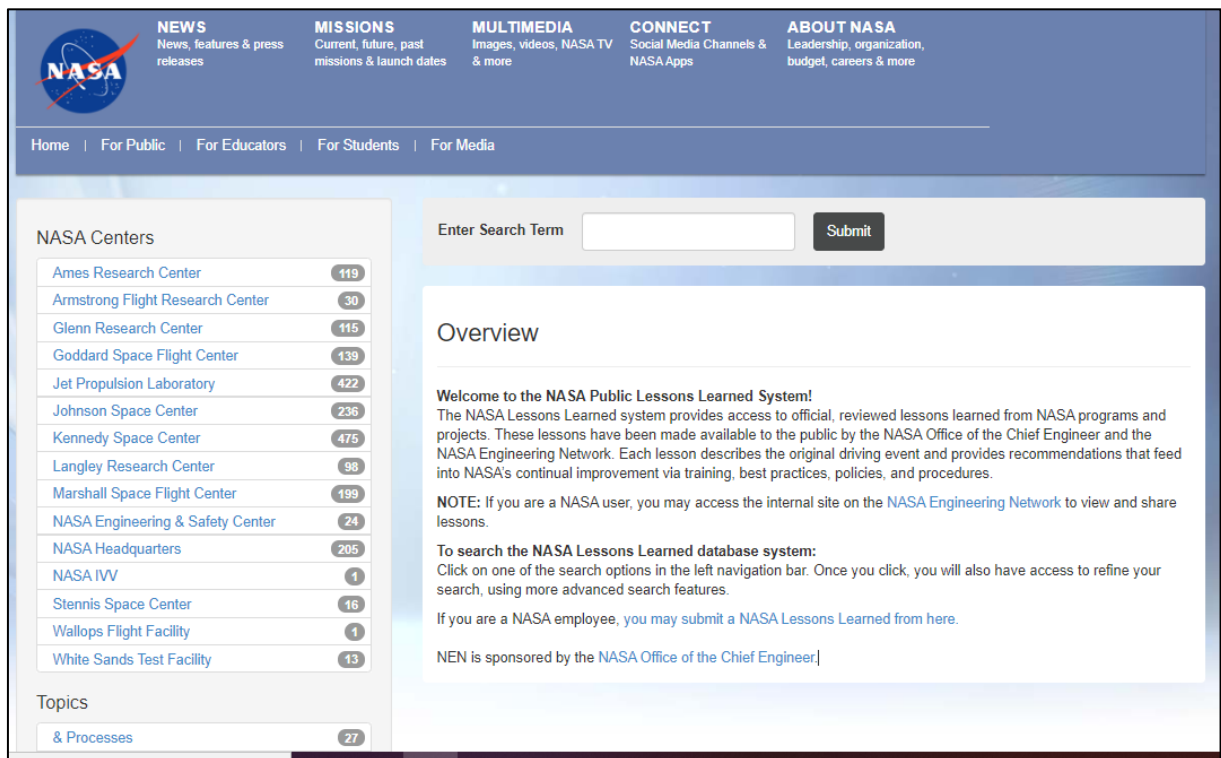 NASA
NEWS
News, features & press
releases
MISSIONS
Current, future, past
missions & launch dates
MULTIMEDIA
Images, videos, NASA TV
& more
CONNECT
Social Media Channels &
NASA Apps
ABOUT NASA
Leadership, organization,
budget, careers & more
Home | For Public | For Educators | For Students | For Media
NASA Centers
Ames Research Center 119
Armstrong Flight Research Center 30
Glenn Research Center 115
Goddard Space Flight Center 139
Jet Propulsion Laboratory 422
Johnson Space Center 236
Kennedy Space Center 475
Langley Research Center 98
Marshall Space Flight Center 199
NASA Engineering & Safety Center 24
NASA Headquarters 205
NASA IVV 1
Stennis Space Center 16
Wallops Flight Facility 1
White Sands Test Facility 13
Topics
& Processes 27
Enter Search Term Submit
Overview
Welcome to the NASA Public Lessons Learned System!
The NASA Lessons Learned system provides access to official, reviewed lessons learned from NASA programs and
projects. These lessons have been made available to the public by the NASA Office of the Chief Engineer and the
NASA Engineering Network. Each lesson describes the original driving event and provides recommendations that feed
into NASA's continual improvement via training, best practices, policies, and procedures.
NOTE: If you are a NASA user, you may access the internal site on the NASA Engineering Network to view and share
lessons.
To search the NASA Lessons Learned database system:
Click on one of the search options in the left navigation bar. Once you click, you will also have access to refine your
search, using more advanced search features.
If you are a NASA employee, you may submit a NASA Lessons Learned from here.
NEN is sponsored by the NASA Office of the Chief Engineer.